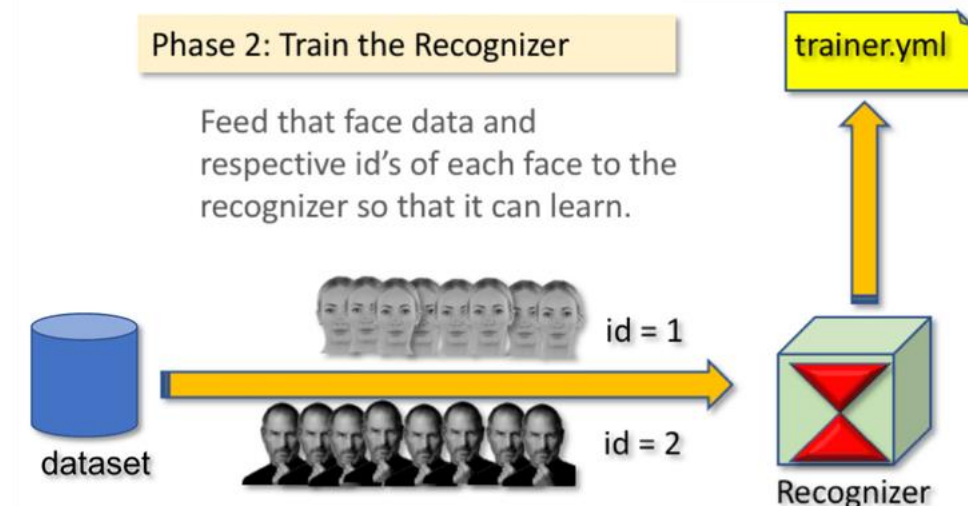 Phase 2: Train the Recognizer
trainer.yml
Feed that face data and
respective id's of each face to the
recognizer so that it can learn.
id = 1
id = 2
dataset
Recognizer